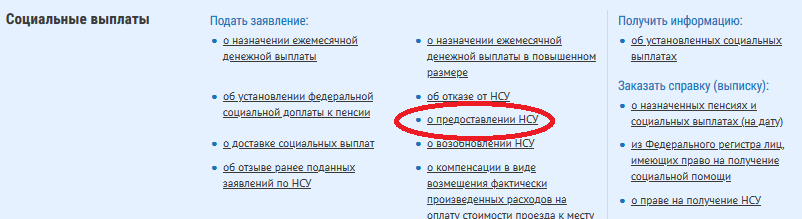 Социальные выплаты
Подать заявление:
о назначении ежемесячной
денежной выплаты
об установлении федеральной
социальной доплаты к пенсии
о доставке социальных выплат
об отзыве ранее поданных
заявлений по НСУ
о назначении ежемесячной
денежной выплаты в повышенном
размере
об отказе от НСУ
о предоставлении НСУ
о возобновлении НСУ
о компенсации в виде
возмещения фактически
произведенных расходов на
оплату стоимости проезда к месту
Получить информацию:
об установленных социальных
выплатах
Заказать справку (выписку):
о назначенных пенсиях и
социальных выплатах (на дату)
из Федерального регистра лиц,
имеющих право на получение
социальной помощи
о праве на получение НСУ